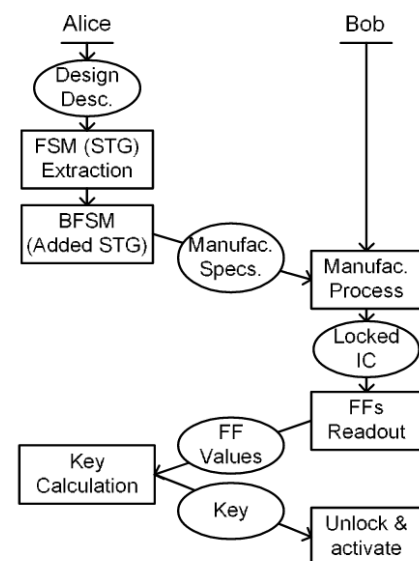 Alice
Bob
Design
Desc.
FSM (STG)
Extraction
BFSM
(Added STG)
Manufac.
Specs.
Manufac.
Process
Locked
IC
FFs
Readout
FF
Values
Key
Calculation
Key
Unlock &
activate